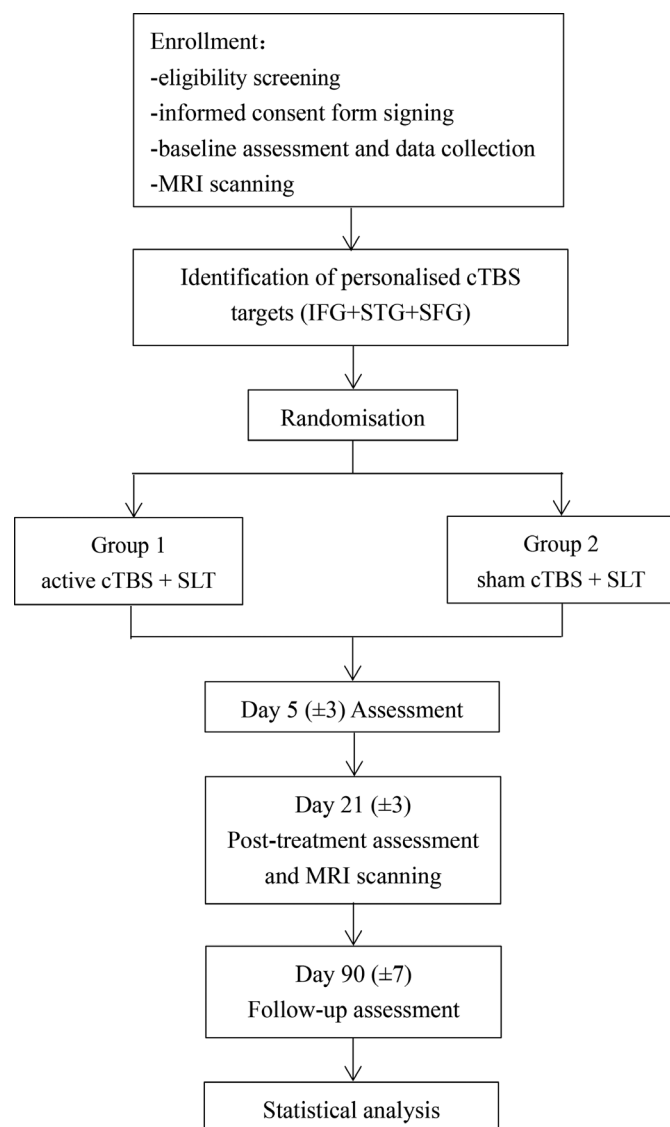 Enrollment：
-eligibility screening
-informed consent form signing
-baseline assessment and data collection
-MRI scanning
Identification of personalised cTBS
targets (IFG+STG+SFG)
Randomisation
Group 1
active cTBS + SLT
Group 2
sham cTBS + SLT
Day 5 (±3) Assessment
Day 21 (±3)
Post-treatment assessment
and MRI scanning
Day 90 (±7)
Follow-up assessment
Statistical analysis